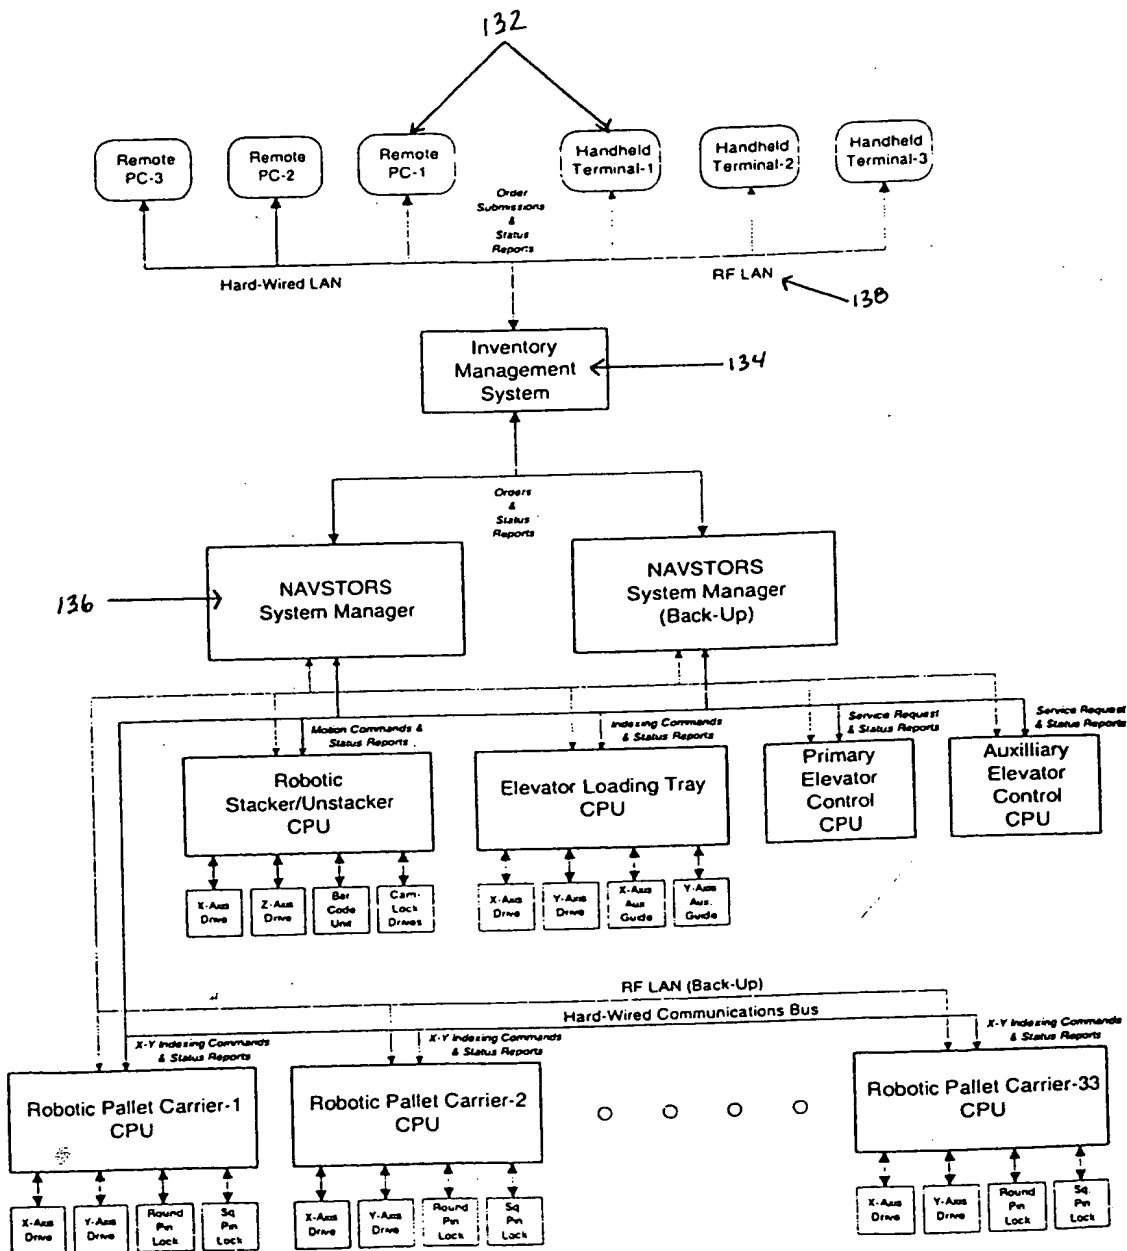 132
Remote
PC-3
Remote
PC-2
Remote
PC-1
Handheld
Terminal-1
Handheld
Terminal-2
Handheld
Terminal-3
Order
Submissions
&
Status
Reports
Hard-Wired LAN
RF LAN
138
Inventory
Management
System
134
Orders
&
Status
Reports
NAVSTORS
System Manager
136
NAVSTORS
System Manager
(Back-Up)
Motion Commands &
Status Reports
Indexing Commands
& Status Reports
Service Request
& Status Reports
Service Request
& Status Reports
Robotic
Stacker/Unstacker
CPU
Elevator Loading Tray
CPU
Primary
Elevator
Control
CPU
Auxilliary
Elevator
Control
CPU
X-Axis
Drive
Z-Axis
Drive
Bar
Code
Unit
Cam-
Lock
Drives
X-Axis
Drive
Y-Axis
Drive
X-Axis
Aux.
Guide
Y-Axis
Aux.
Guide
RF LAN (Back-Up)
Hard-Wired Communications Bus
X-Y Indexing Commands
& Status Reports
X-Y Indexing Commands
& Status Reports
X-Y Indexing Commands
& Status Reports
Robotic Pallet Carrier-1
CPU
Robotic Pallet Carrier-2
CPU
Robotic Pallet Carrier-33
CPU
X-Axis
Drive
Y-Axis
Drive
Round
Pin
Lock
Sq
Pin
Lock
X-Axis
Drive
Y-Axis
Drive
Round
Pin
Lock
Sq
Pin
Lock
X-Axis
Drive
Y-Axis
Drive
Round
Pin
Lock
Sq
Pin
Lock